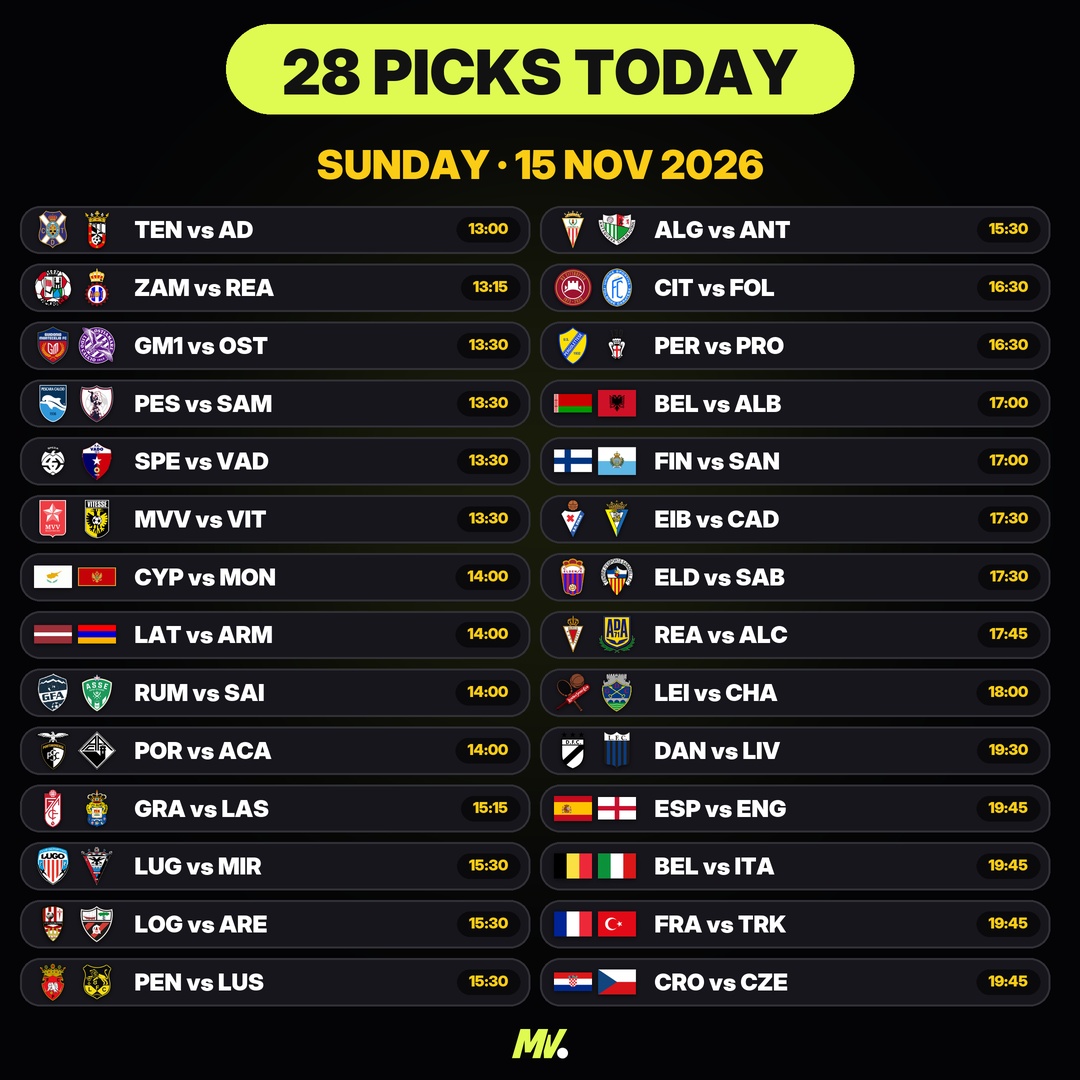 28 PICKS TODAY
SUNDAY · 15 NOV 2026
TEN vs AD 13:00
ZAM vs REA 13:15
GM1 vs OST 13:30
PES vs SAM 13:30
SPE vs VAD 13:30
MVV vs VIT 13:30
CYP vs MON 14:00
LAT vs ARM 14:00
RUM vs SAI 14:00
POR vs ACA 14:00
GRA vs LAS 15:15
LUG vs MIR 15:30
LOG vs ARE 15:30
PEN vs LUS 15:30
ALG vs ANT 15:30
CIT vs FOL 16:30
PER vs PRO 16:30
BEL vs ALB 17:00
FIN vs SAN 17:00
EIB vs CAD 17:30
ELD vs SAB 17:30
REA vs ALC 17:45
LEI vs CHA 18:00
DAN vs LIV 19:30
ESP vs ENG 19:45
BEL vs ITA 19:45
FRA vs TRK 19:45
CRO vs CZE 19:45
MV.